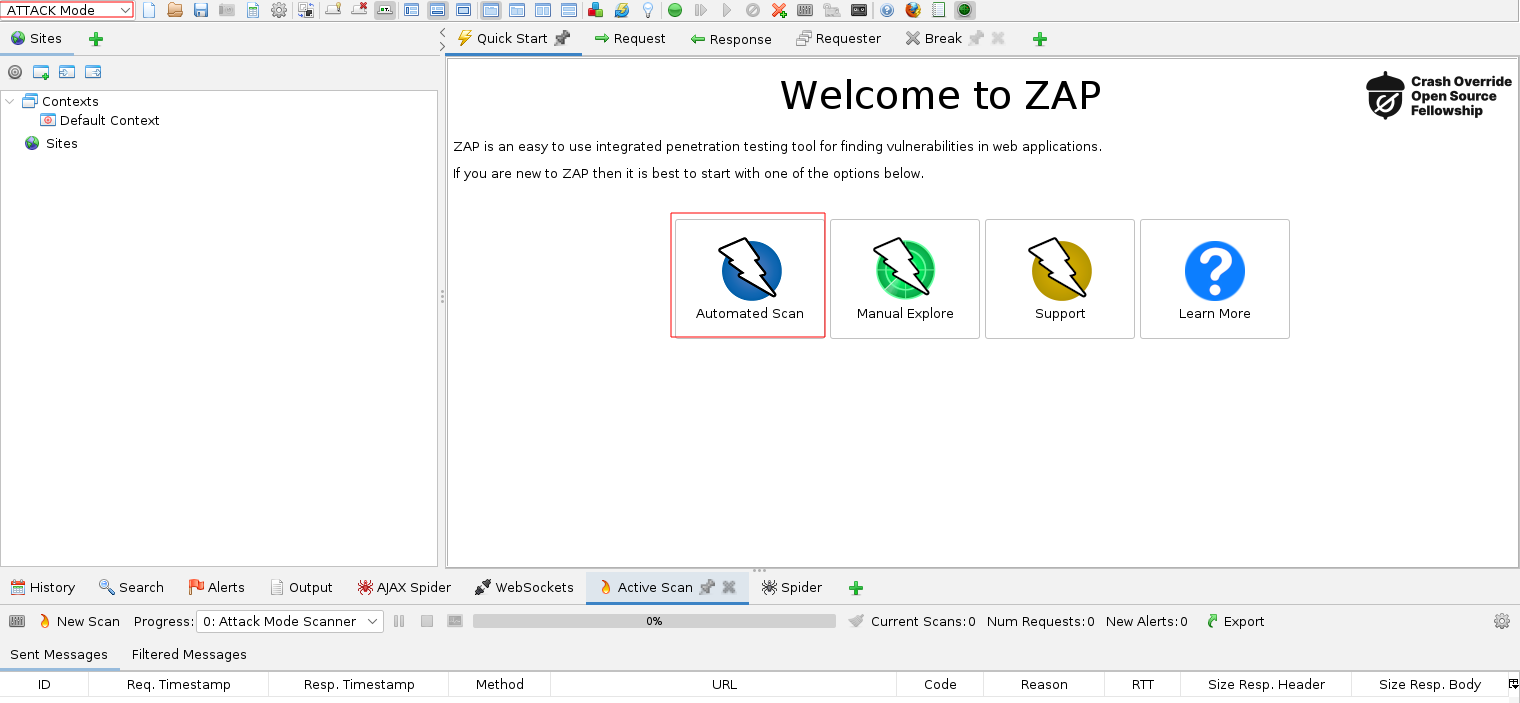 ATTACK Mode
Sites
Quick Start Request Response Requester Break
Contexts
Default Context
Sites
Welcome to ZAP
Crash Override
Open Source
Fellowship
ZAP is an easy to use integrated penetration testing tool for finding vulnerabilities in web applications.
If you are new to ZAP then it is best to start with one of the options below.
Automated Scan Manual Explore Support Learn More
History Search Alerts Output AJAX Spider WebSockets Active Scan Spider
New Scan Progress: 0: Attack Mode Scanner 0% Current Scans:0 Num Requests:0 New Alerts:0 Export
Sent Messages Filtered Messages
ID Req. Timestamp Resp. Timestamp Method URL Code Reason RTT Size Resp. Header Size Resp. Body